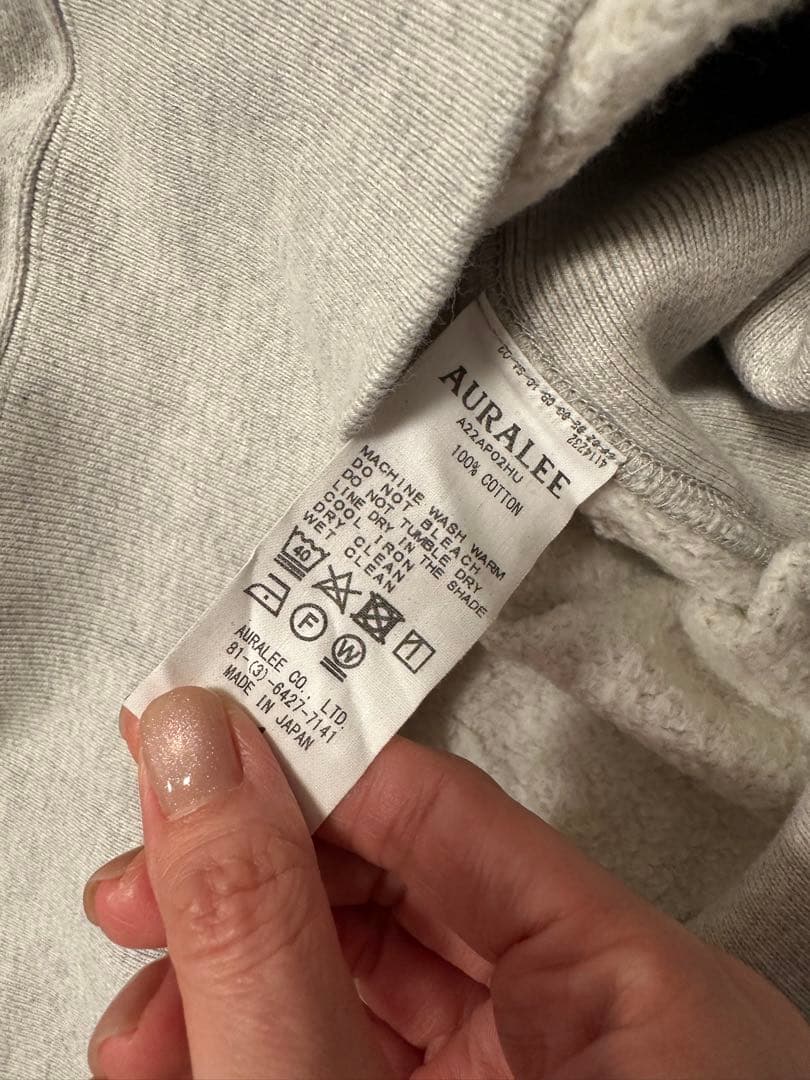 AURALEE
A22AP02HU
100% COTTON
MACHINE WASH WARM
DO NOT BLEACH
DO NOT TUMBLE DRY
LINE DRY IN THE SHADE
COOL IRON
DRY CLEAN
WET CLEAN
40
F W
AURALEE CO., LTD.
81-(3)-6427-7141
MADE IN JAPAN